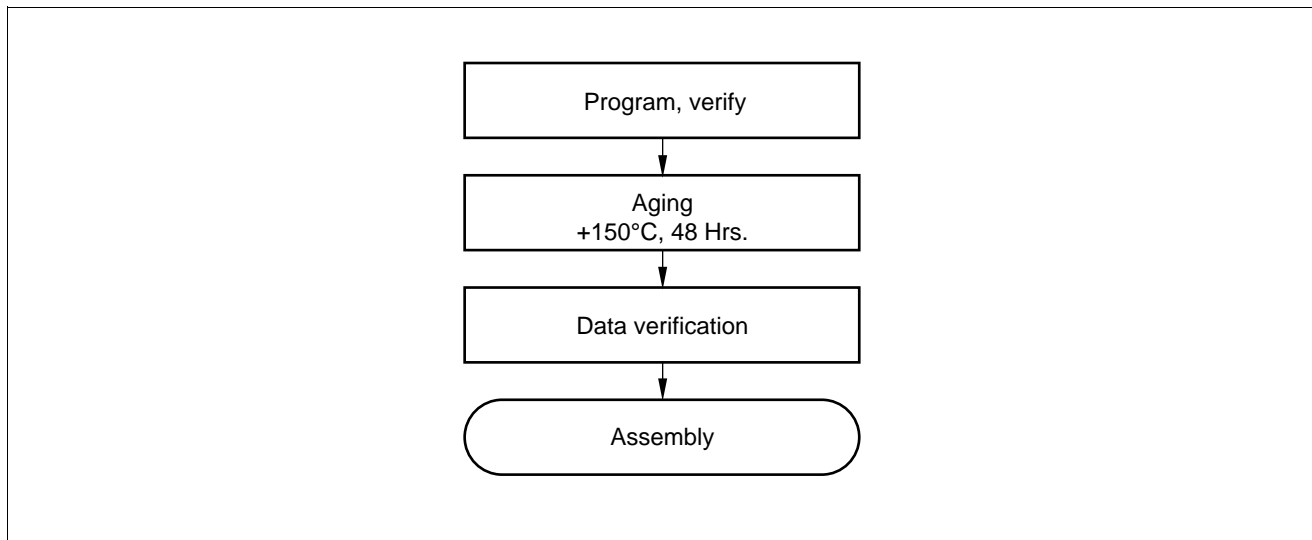 Program, verify
Aging
+150°C, 48 Hrs.
Data verification
Assembly